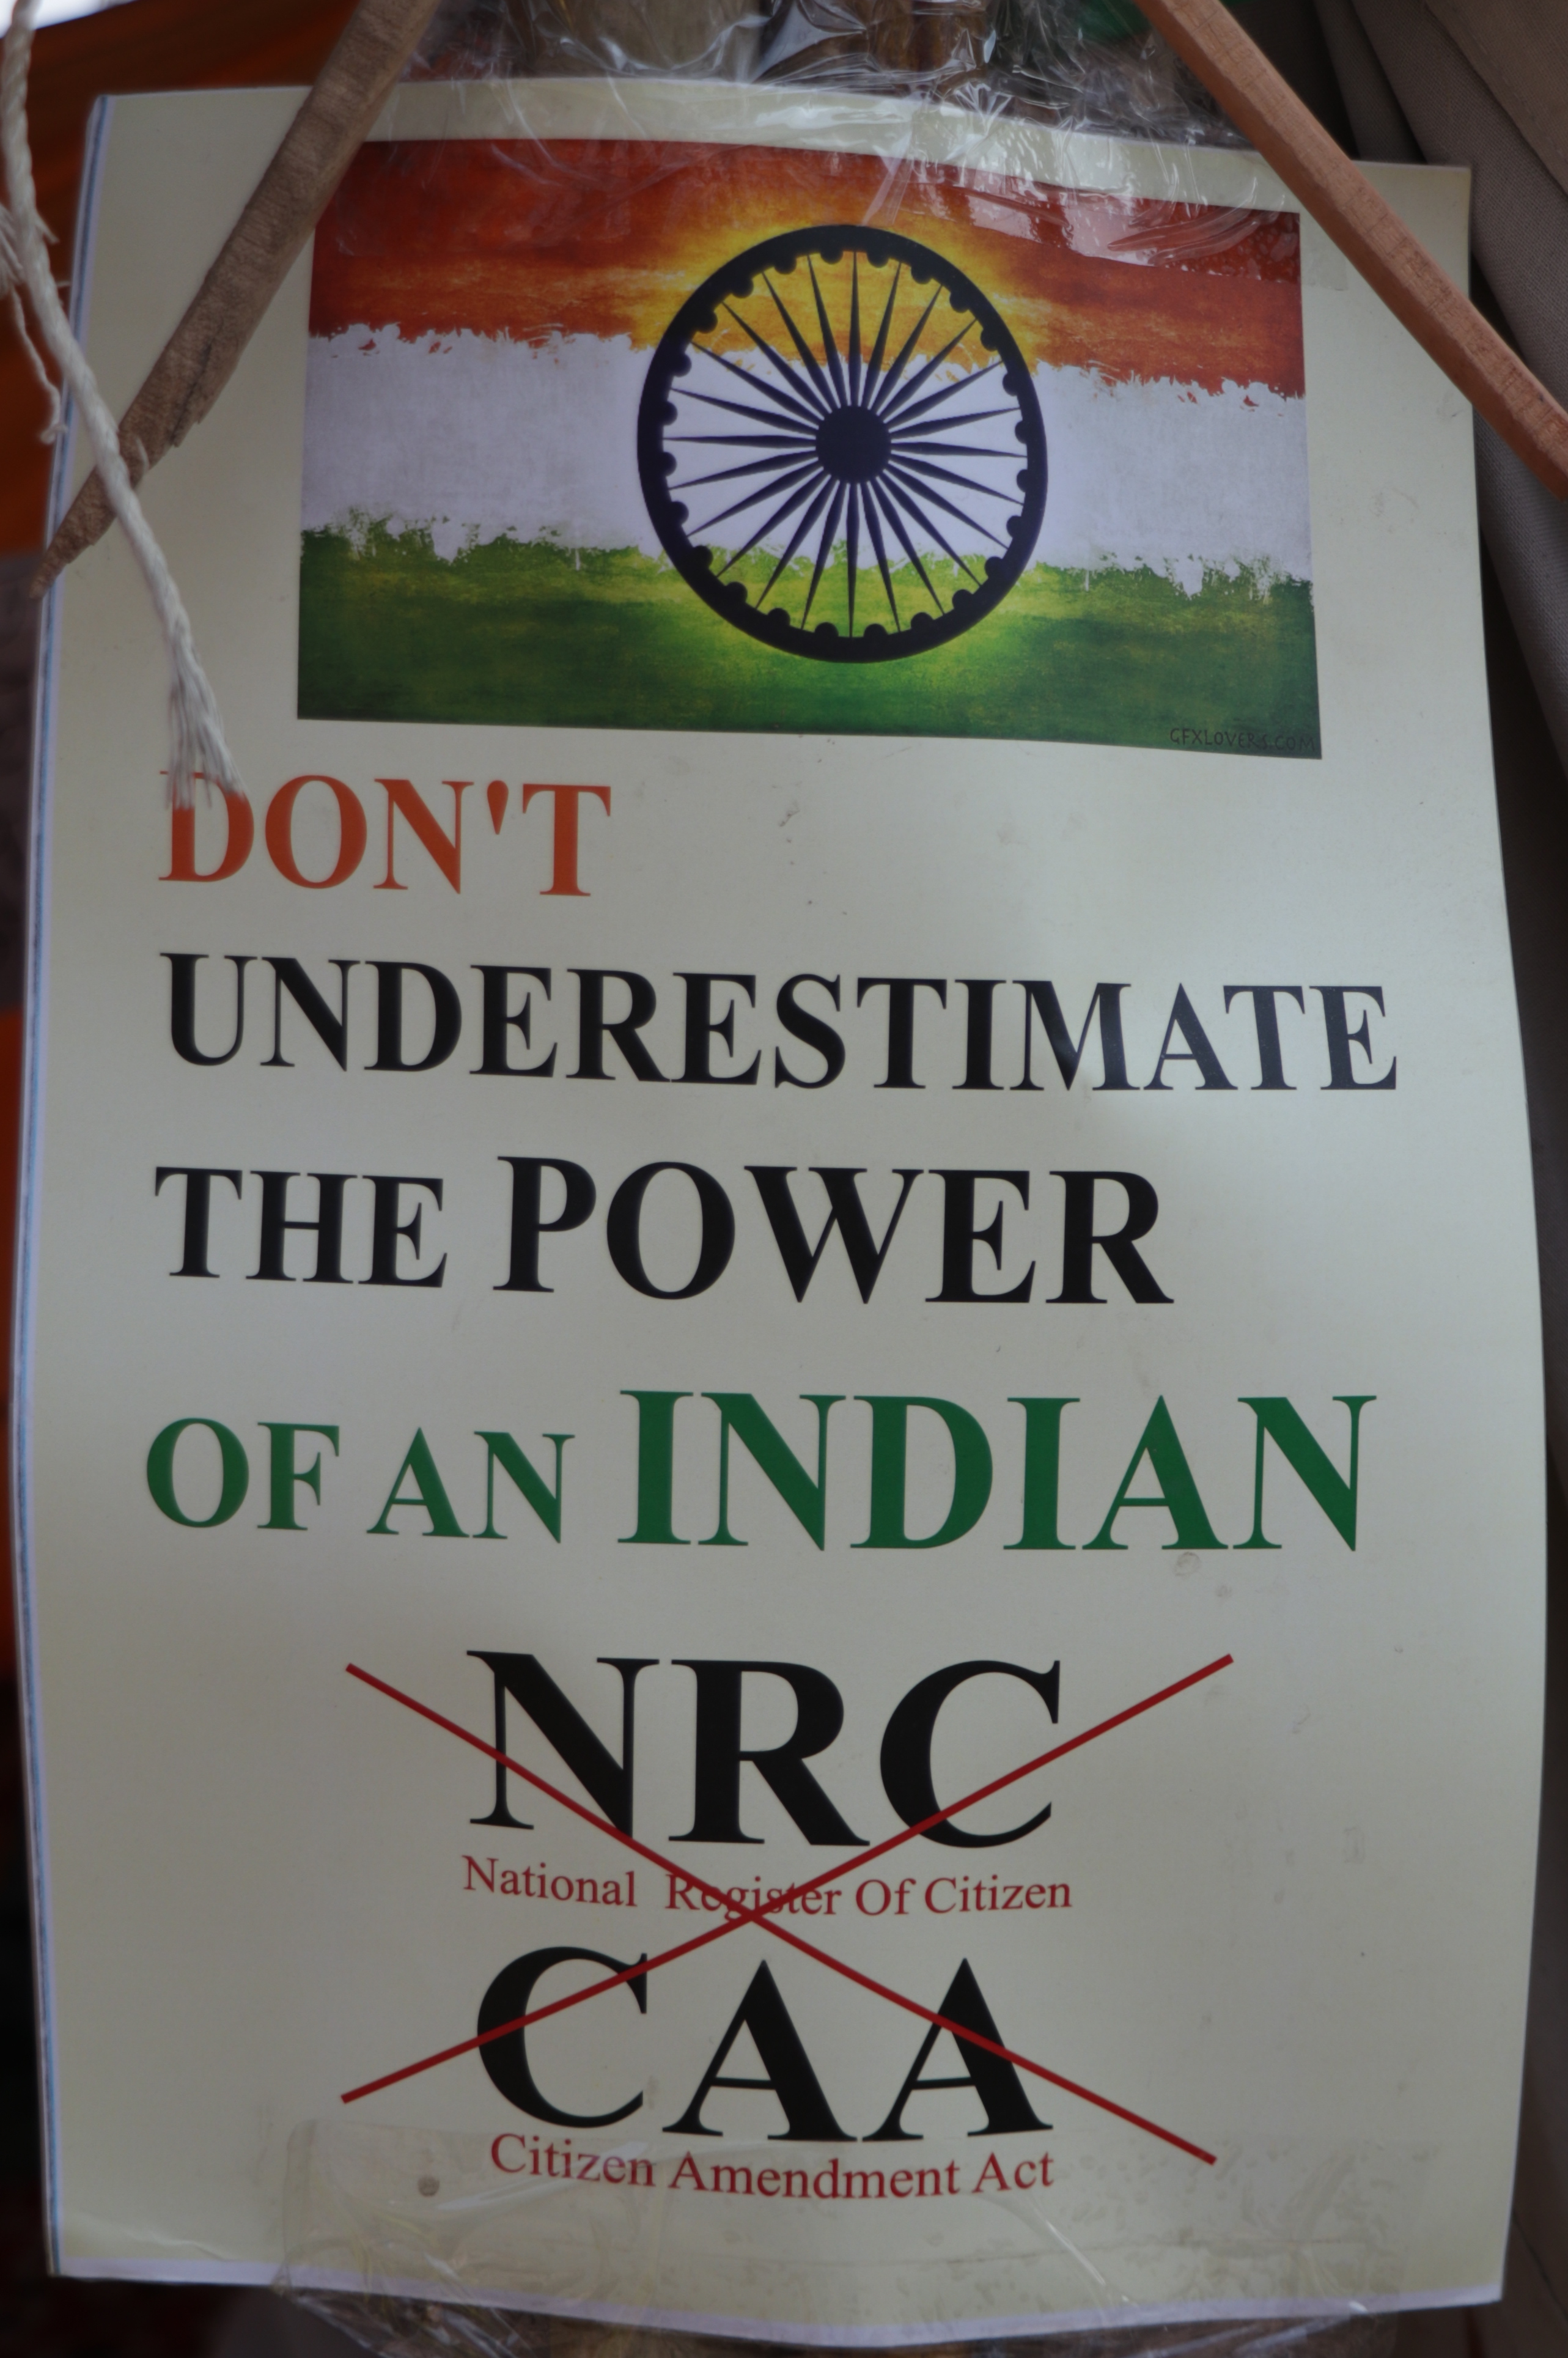 GFXLOVERS.COM
DON'T
UNDERESTIMATE
THE POWER
OF AN INDIAN
NRC
National Register Of Citizen
CAA
Citizen Amendment Act